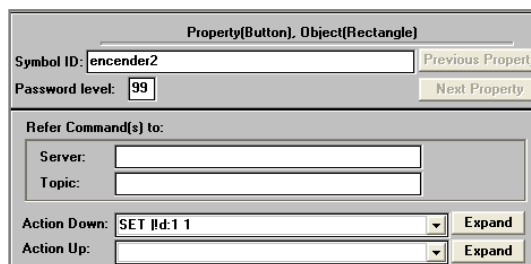 Property(Button), Object(Rectangle)
Symbol ID: encender2 Previous Propert
Password level: 99 Next Property
Refer Command(s) to:
Server:
Topic:
Action Down: SET |!d:1 1 Expand
Action Up: Expand